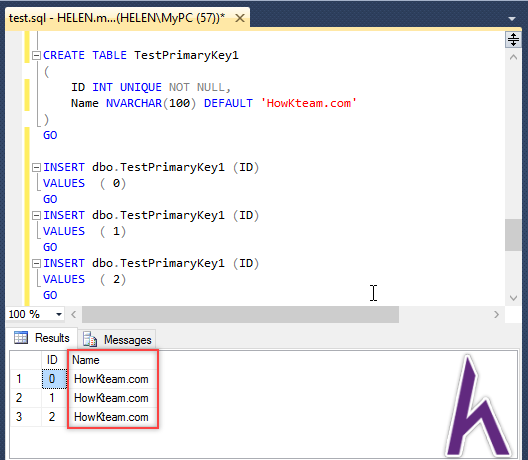 test.sql - HELEN.m...(HELEN\MyPC (57))*
CREATE TABLE TestPrimaryKey1
(
ID INT UNIQUE NOT NULL,
Name NVARCHAR(100) DEFAULT 'HowKteam.com'
)
GO
INSERT dbo.TestPrimaryKey1 (ID)
VALUES ( 0)
GO
INSERT dbo.TestPrimaryKey1 (ID)
VALUES ( 1)
GO
INSERT dbo.TestPrimaryKey1 (ID)
VALUES ( 2)
GO
100 %
Results Messages
ID Name
1 0 HowKteam.com
2 1 HowKteam.com
3 2 HowKteam.com